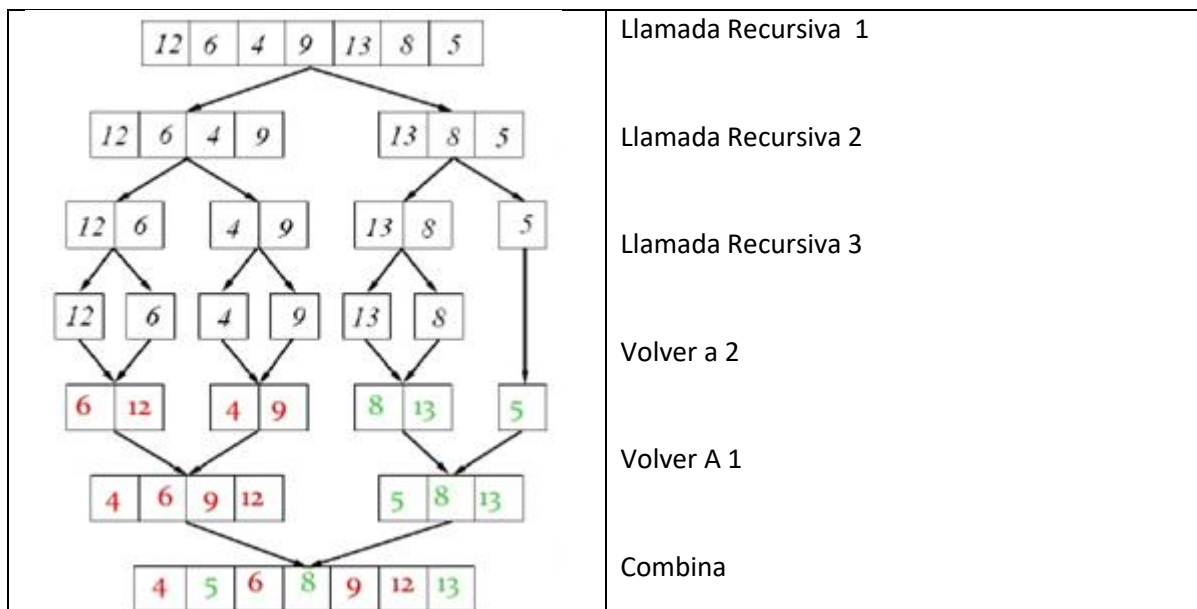 12 6 4 9 13 8 5
Llamada Recursiva 1
12 6 4 9 13 8 5
Llamada Recursiva 2
12 6 4 9 13 8 5
Llamada Recursiva 3
12 6 4 9 13 8
Volver a 2
6 12 4 9 8 13 5
Volver A 1
4 6 9 12 5 8 13
Combina
4 5 6 8 9 12 13